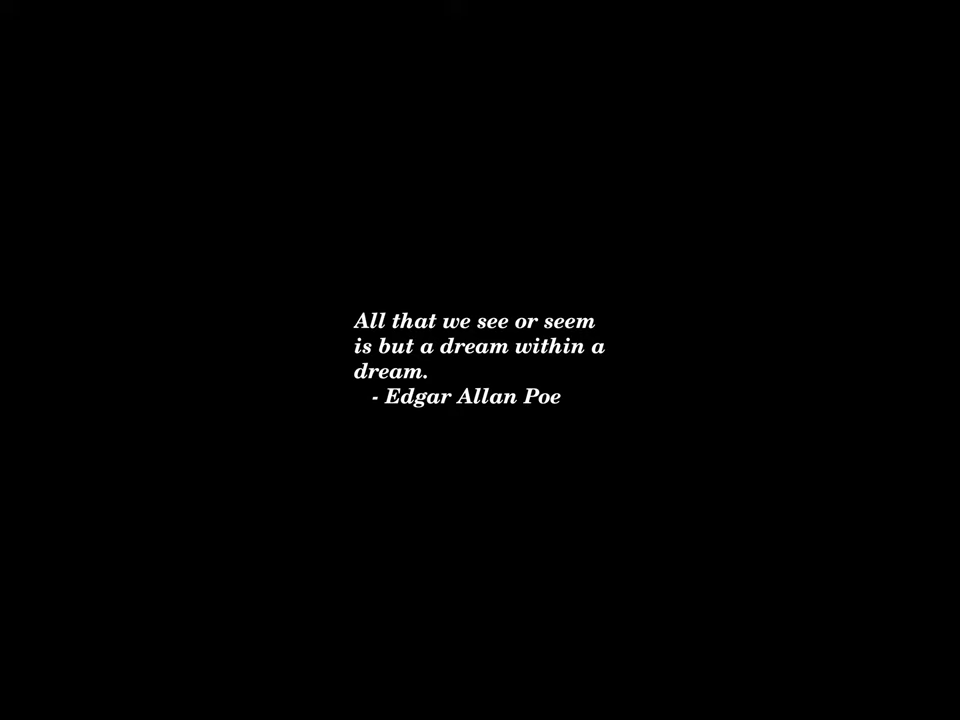 All that we see or seem
is but a dream within a
dream.
- Edgar Allan Poe